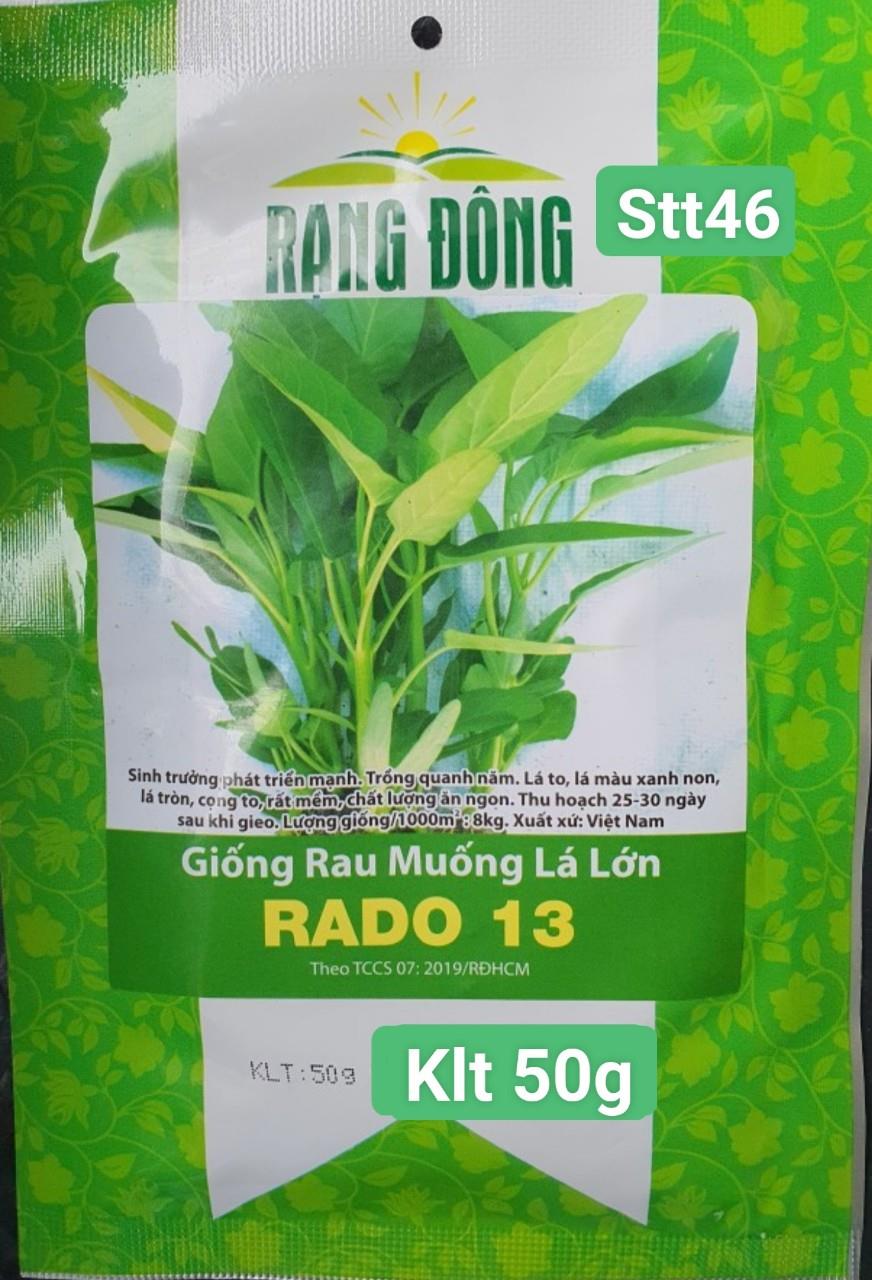 RẠNG ĐÔNG
Stt46
Sinh trưởng phát triển mạnh. Trồng quanh năm. Lá to, lá màu xanh non,
lá tròn, cọng to, rất mềm, chất lượng ăn ngon. Thu hoạch 25-30 ngày
sau khi gieo. Lượng giống/1000m²: 8kg. Xuất xứ: Việt Nam
Giống Rau Muống Lá Lớn
RADO 13
Theo TCCS 07: 2019/RĐHCM
KLT:50g
Klt 50g